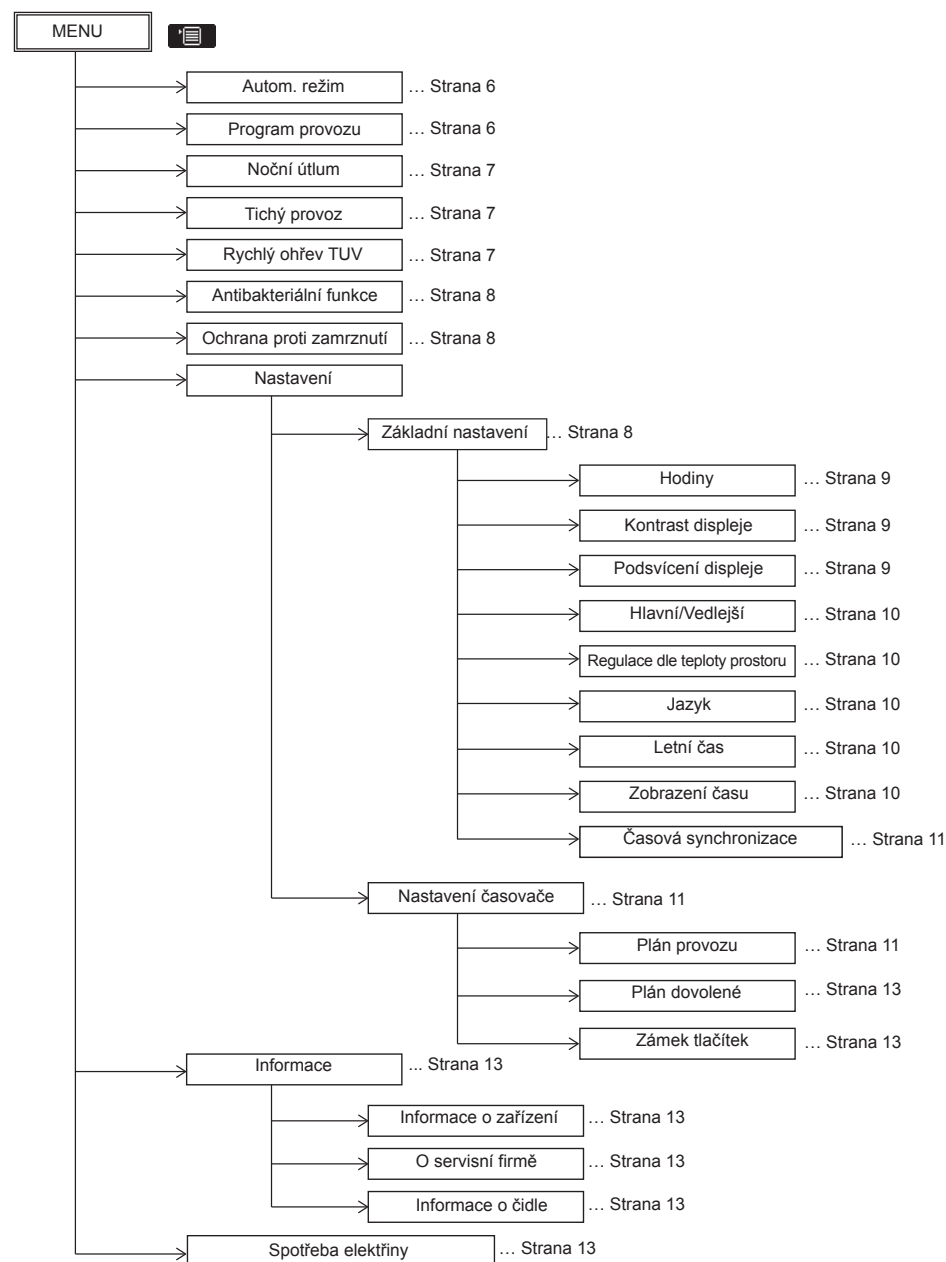 MENU
Autom. režim … Strana 6
Program provozu … Strana 6
Noční útlum … Strana 7
Tichý provoz … Strana 7
Rychlý ohřev TUV … Strana 7
Antibakteriální funkce … Strana 8
Ochrana proti zamrznutí … Strana 8
Nastavení
Základní nastavení … Strana 8
Hodiny … Strana 9
Kontrast displeje … Strana 9
Podsvícení displeje … Strana 9
Hlavní/Vedlejší … Strana 10
Regulace dle teploty prostoru … Strana 10
Jazyk … Strana 10
Letní čas … Strana 10
Zobrazení času … Strana 10
Časová synchronizace … Strana 11
Nastavení časovače … Strana 11
Plán provozu … Strana 11
Plán dovolené … Strana 13
Zámek tlačítek … Strana 13
Informace ... Strana 13
Informace o zařízení … Strana 13
O servisní firmě … Strana 13
Informace o čidle … Strana 13
Spotřeba elektřiny … Strana 13